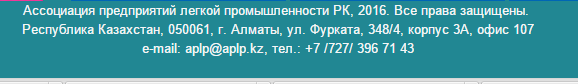 Ассоциация предприятий легкой промышленности РК, 2016. Все права защищены.
Республика Казахстан, 050061, г. Алматы, ул. Фурката, 348/4, корпус 3А, офис 107
e-mail: aplp@aplp.kz, тел.: +7 /727/ 396 71 43